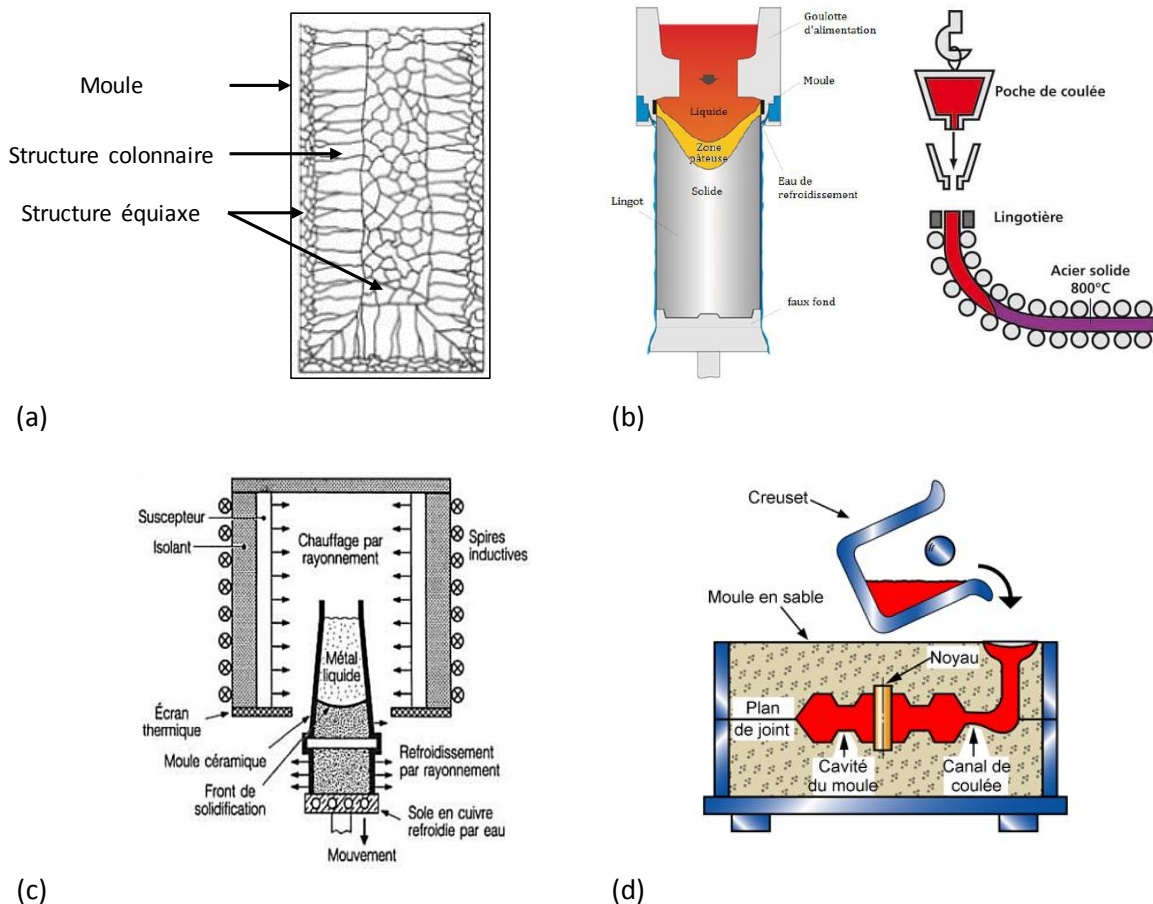 Moule
Structure colonnaire
Structure équiaxe
(a)
Goulotte
d'alimentation
Moule
Liquide
Zone
pâteuse
Solide
Lingot
Eau de
refroidissement
faux fond
Poche de coulée
Lingotière
Acier solide
800°C
(b)
Suscepteur
Isolant
Chauffage par
rayonnement
Spires
inductives
Métal
liquide
Écran
thermique
Moule céramique
Front de
solidification
Refroidissement
par rayonnement
Sole en cuivre
refroidie par eau
Mouvement
(c)
Creuset
Moule en sable
Noyau
Plan
de joint
Cavité
du moule
Canal de
coulée
(d)